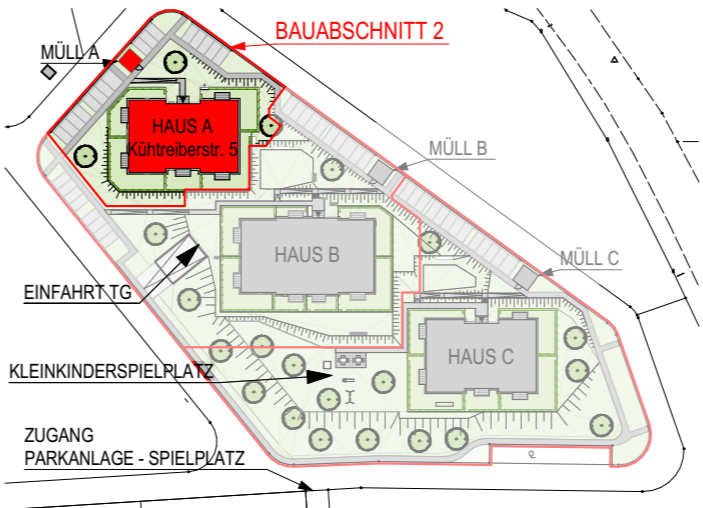 BAUABSCHNITT 2
MÜLL A
HAUS A
Kühtreiberstr. 5
MÜLL B
HAUS B
MÜLL C
EINFAHRT TG
HAUS C
KLEINKINDERSPIELPLATZ
ZUGANG
PARKANLAGE - SPIELPLATZ